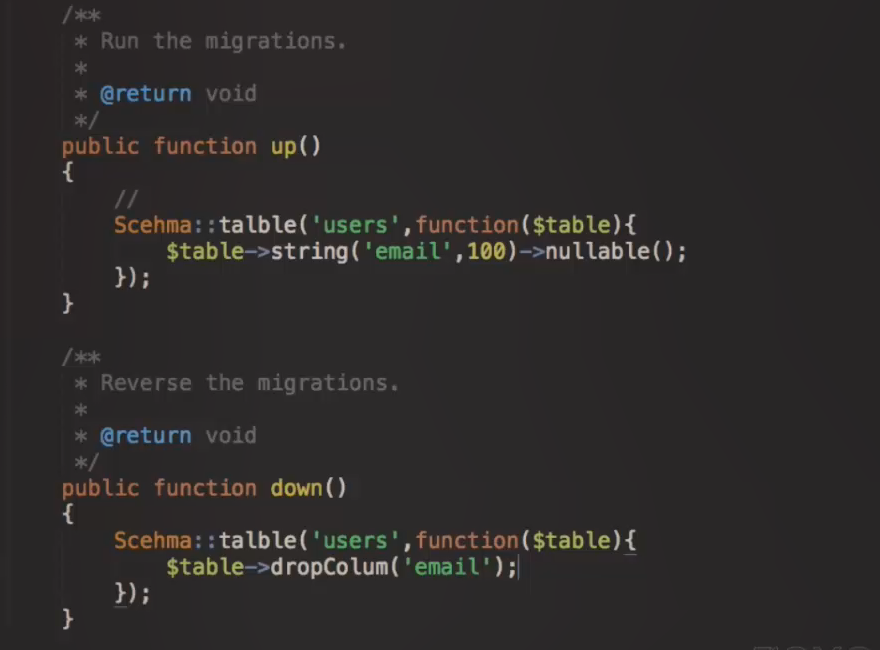 /**
 * Run the migrations.
 *
 * @return void
 */
public function up()
{
    //
    Scehma::talble('users',function($table){
        $table->string('email',100)->nullable();
    });
}
/**
 * Reverse the migrations.
 *
 * @return void
 */
public function down()
{
    Scehma::talble('users',function($table){
        $table->dropColum('email');
    });
}